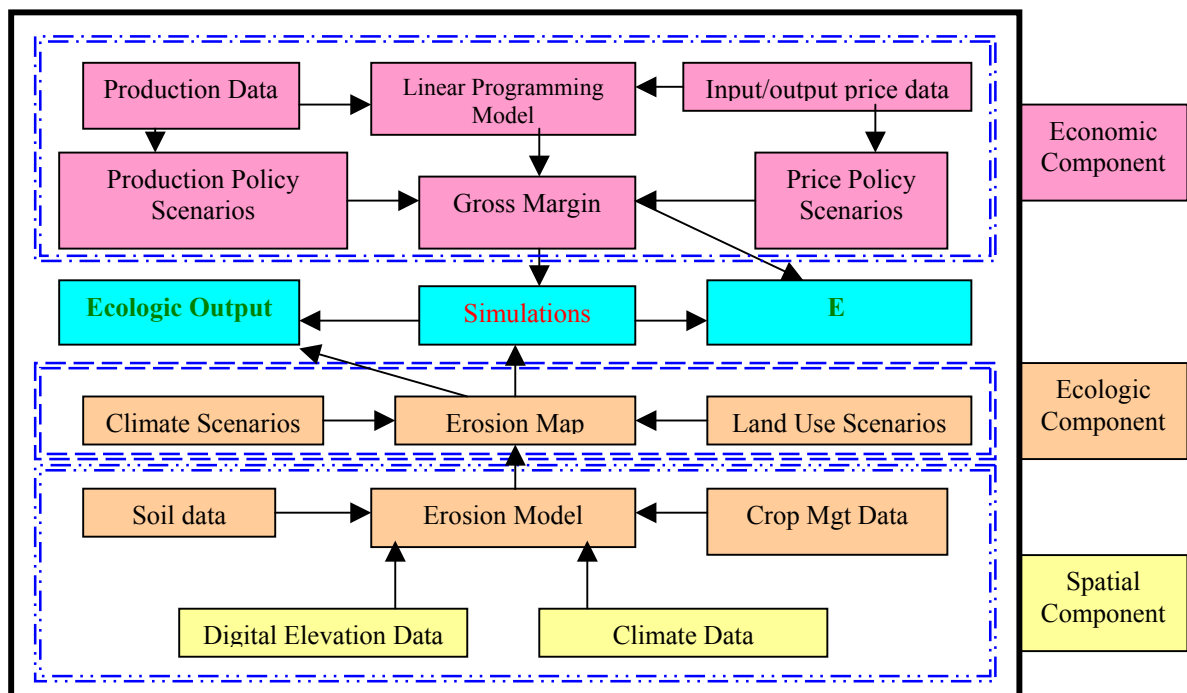 Production Data
Linear Programming
Model
Input/output price data
Economic
Component
Production Policy
Scenarios
Gross Margin
Price Policy
Scenarios
Ecologic Output
Simulations
E
Ecologic
Component
Climate Scenarios
Erosion Map
Land Use Scenarios
Soil data
Erosion Model
Crop Mgt Data
Spatial
Component
Digital Elevation Data
Climate Data